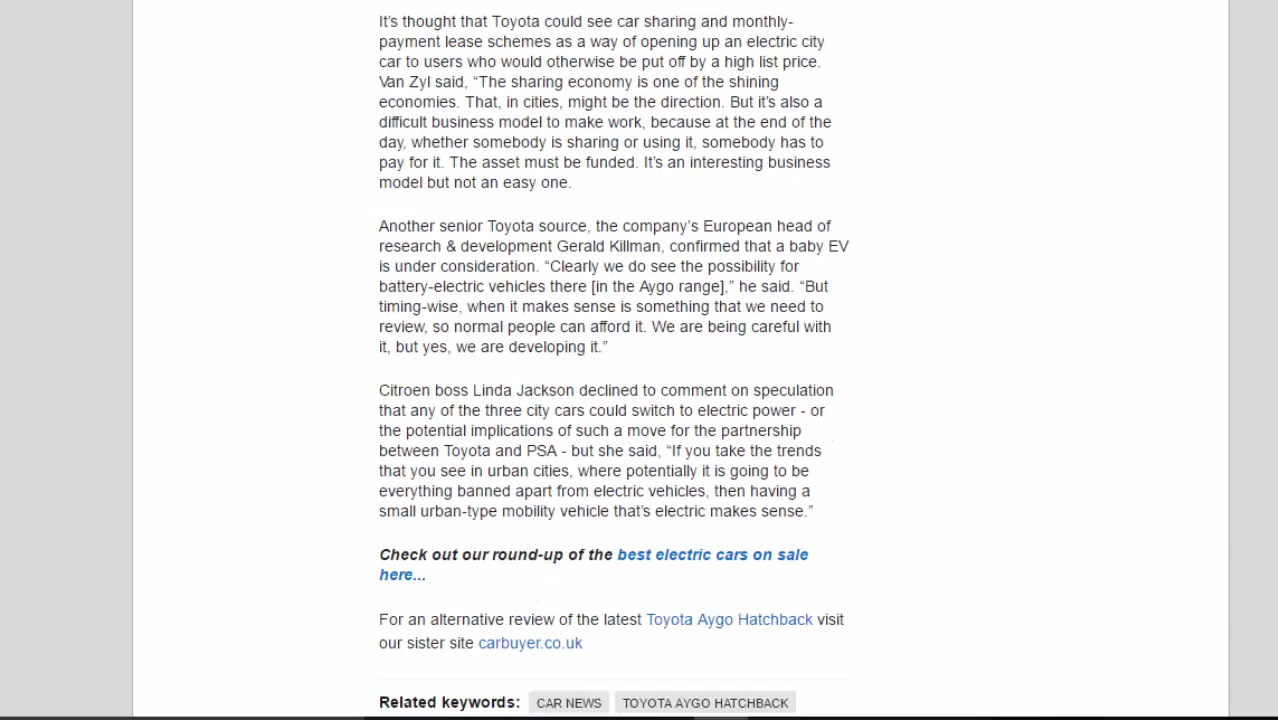 It’s thought that Toyota could see car sharing and monthly-
payment lease schemes as a way of opening up an electric city
car to users who would otherwise be put off by a high list price.
Van Zyl said, “The sharing economy is one of the shining
economies. That, in cities, might be the direction. But it’s also a
difficult business model to make work, because at the end of the
day, whether somebody is sharing or using it, somebody has to
pay for it. The asset must be funded. It’s an interesting business
model but not an easy one.
Another senior Toyota source, the company’s European head of
research & development Gerald Killman, confirmed that a baby EV
is under consideration. “Clearly we do see the possibility for
battery-electric vehicles there [in the Aygo range],” he said. “But
timing-wise, when it makes sense is something that we need to
review, so normal people can afford it. We are being careful with
it, but yes, we are developing it.”
Citroen boss Linda Jackson declined to comment on speculation
that any of the three city cars could switch to electric power - or
the potential implications of such a move for the partnership
between Toyota and PSA - but she said, “If you take the trends
that you see in urban cities, where potentially it is going to be
everything banned apart from electric vehicles, then having a
small urban-type mobility vehicle that’s electric makes sense.”
Check out our round-up of the best electric cars on sale
here...
For an alternative review of the latest Toyota Aygo Hatchback visit
our sister site carbuyer.co.uk
Related keywords: CAR NEWS TOYOTA AYGO HATCHBACK